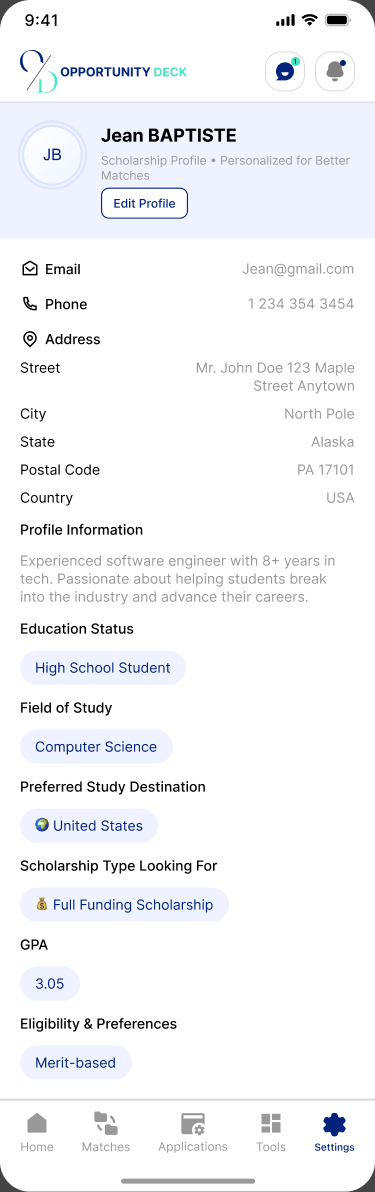 9:41
OD
OPPORTUNITY DECK
1
JB
Jean BAPTISTE
Scholarship Profile • Personalized for Better
Matches
Edit Profile
Email
Jean@gmail.com
Phone
1 234 354 3454
Address
Street
Mr. John Doe 123 Maple
Street Anytown
City
North Pole
State
Alaska
Postal Code
PA 17101
Country
USA
Profile Information
Experienced software engineer with 8+ years in
tech. Passionate about helping students break
into the industry and advance their careers.
Education Status
High School Student
Field of Study
Computer Science
Preferred Study Destination
🌍 United States
Scholarship Type Looking For
💰 Full Funding Scholarship
GPA
3.05
Eligibility & Preferences
Merit-based
Home
Matches
Applications
Tools
Settings